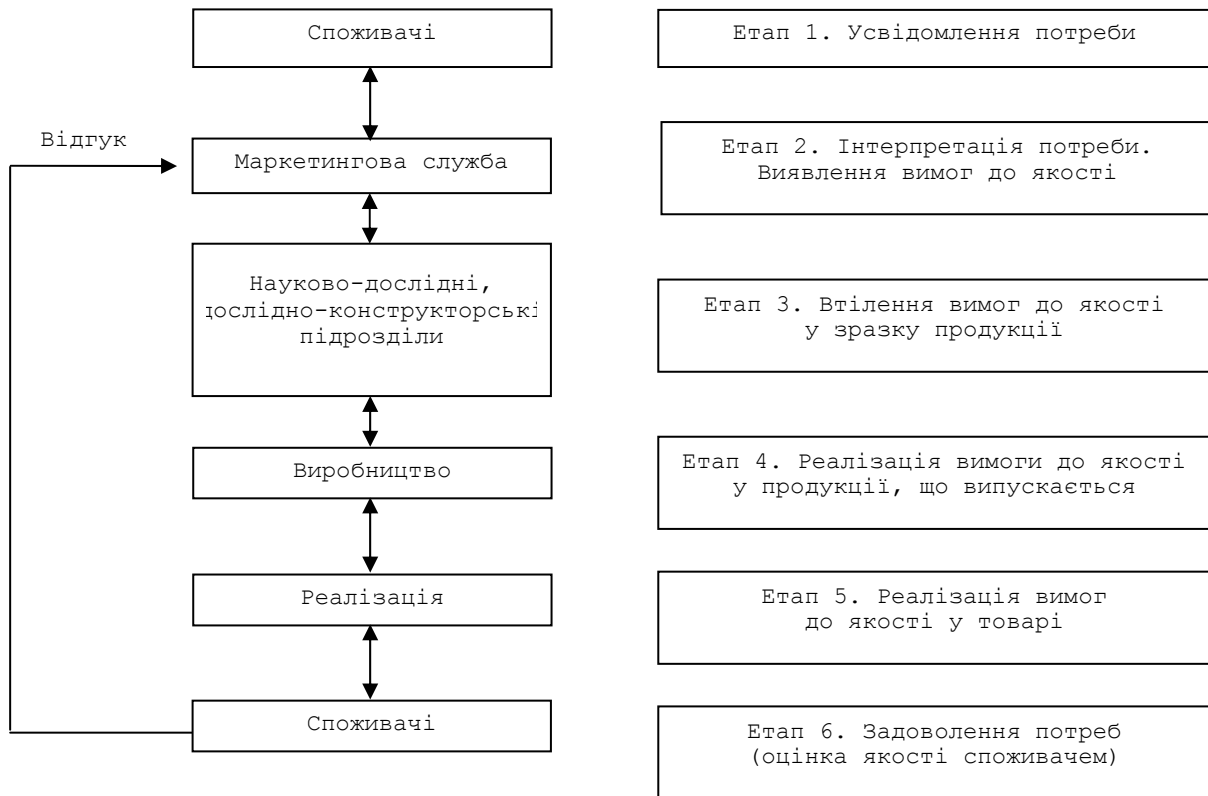 Споживачі
Етап 1. Усвідомлення потреби
Відгук
Маркетингова служба
Етап 2. Інтерпретація потреби.
Виявлення вимог до якості
Науково-дослідні,
дослідно-конструкторські
підрозділи
Етап 3. Втілення вимог до якості
у зразку продукції
Виробництво
Етап 4. Реалізація вимоги до якості
у продукції, що випускається
Реалізація
Етап 5. Реалізація вимог
до якості у товарі
Споживачі
Етап 6. Задоволення потреб
(оцінка якості споживачем)